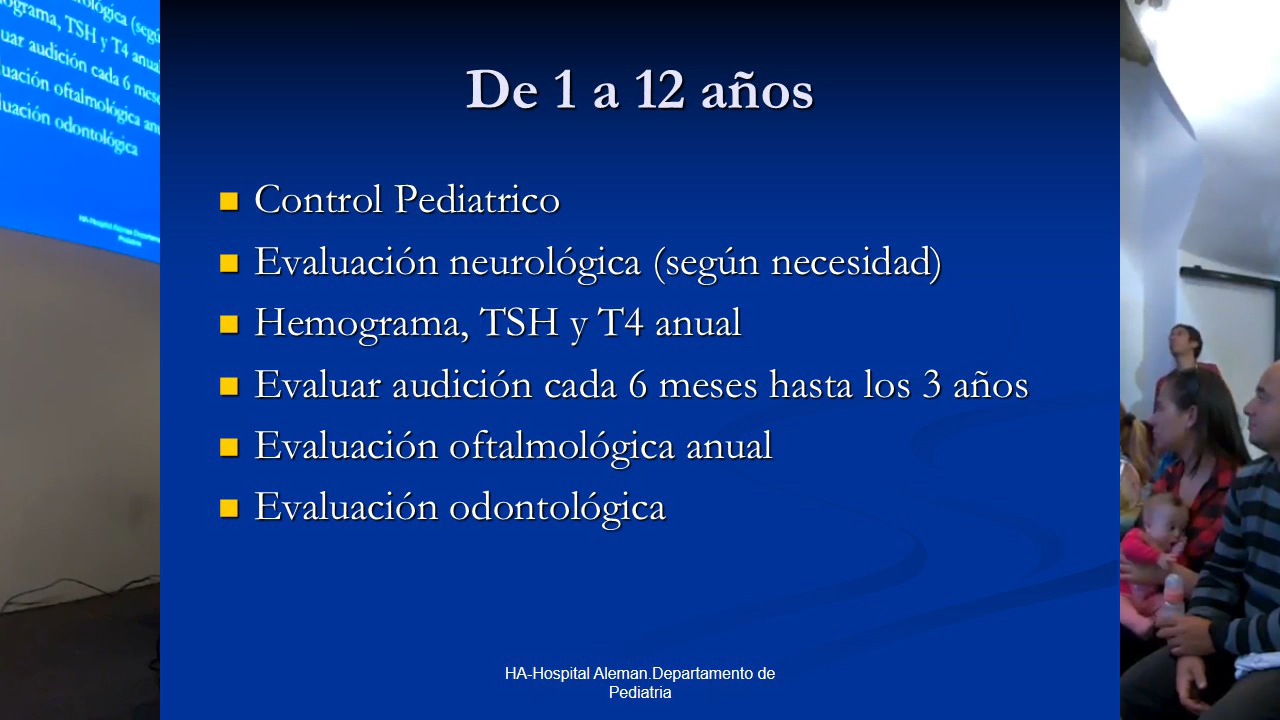 De 1 a 12 años
Control Pediatrico
Evaluación neurológica (según necesidad)
Hemograma, TSH y T4 anual
Evaluar audición cada 6 meses hasta los 3 años
Evaluación oftalmológica anual
Evaluación odontológica
HA-Hospital Aleman.Departamento de
Pediatria